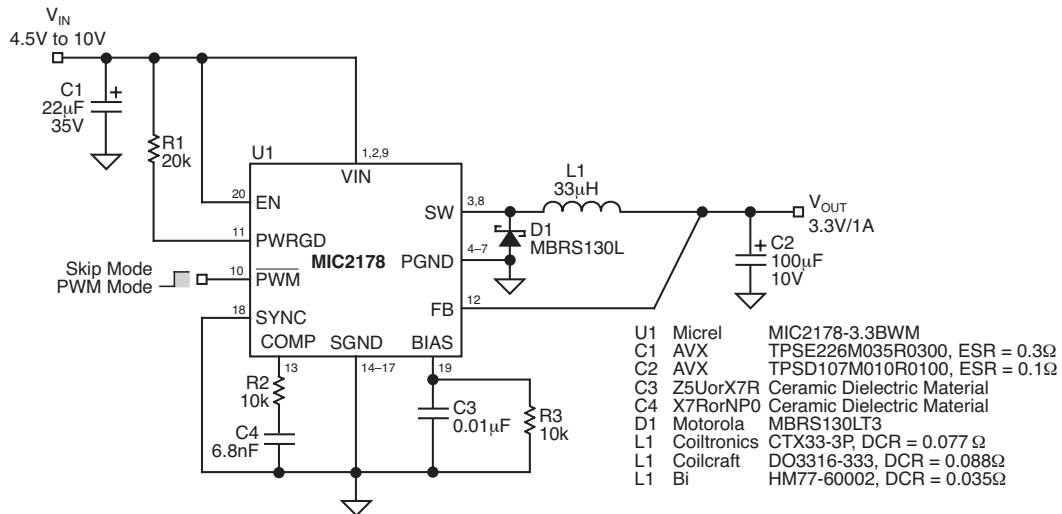 VIN
4.5V to 10V
C1
22μF
35V
+
R1
20k
U1
1,2,9
VIN
20
EN
11
PWRGD
MIC2178
Skip Mode
PWM Mode
10
PWM
18
SYNC
COMP
SGND
BIAS
13
14–17
19
SW
3,8
PGND
4–7
FB
12
L1
33μH
D1
MBRS130L
VOUT
3.3V/1A
+
C2
100μF
10V
R2
10k
C4
6.8nF
C3
0.01μF
R3
10k
U1 Micrel MIC2178-3.3BWM
C1 AVX TPSE226M035R0300, ESR = 0.3Ω
C2 AVX TPSD107M010R0100, ESR = 0.1Ω
C3 Z5UorX7R Ceramic Dielectric Material
C4 X7RorNP0 Ceramic Dielectric Material
D1 Motorola MBRS130LT3
L1 Coiltronics CTX33-3P, DCR = 0.077 Ω
L1 Coilcraft DO3316-333, DCR = 0.088Ω
L1 Bi HM77-60002, DCR = 0.035Ω